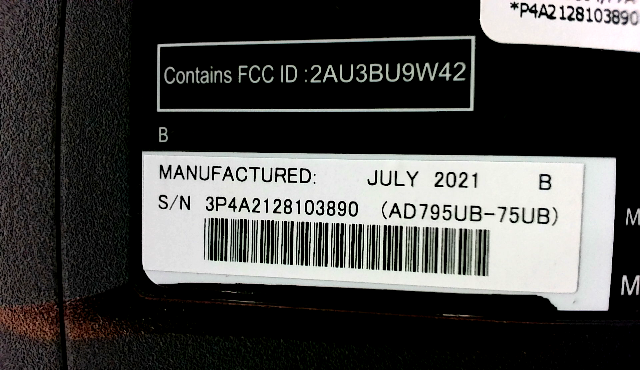 *P4A2128103890
Contains FCC ID :2AU3BU9W42
B
MANUFACTURED: JULY 2021 B
S/N 3P4A2128103890 (AD795UB-75UB)
M
M